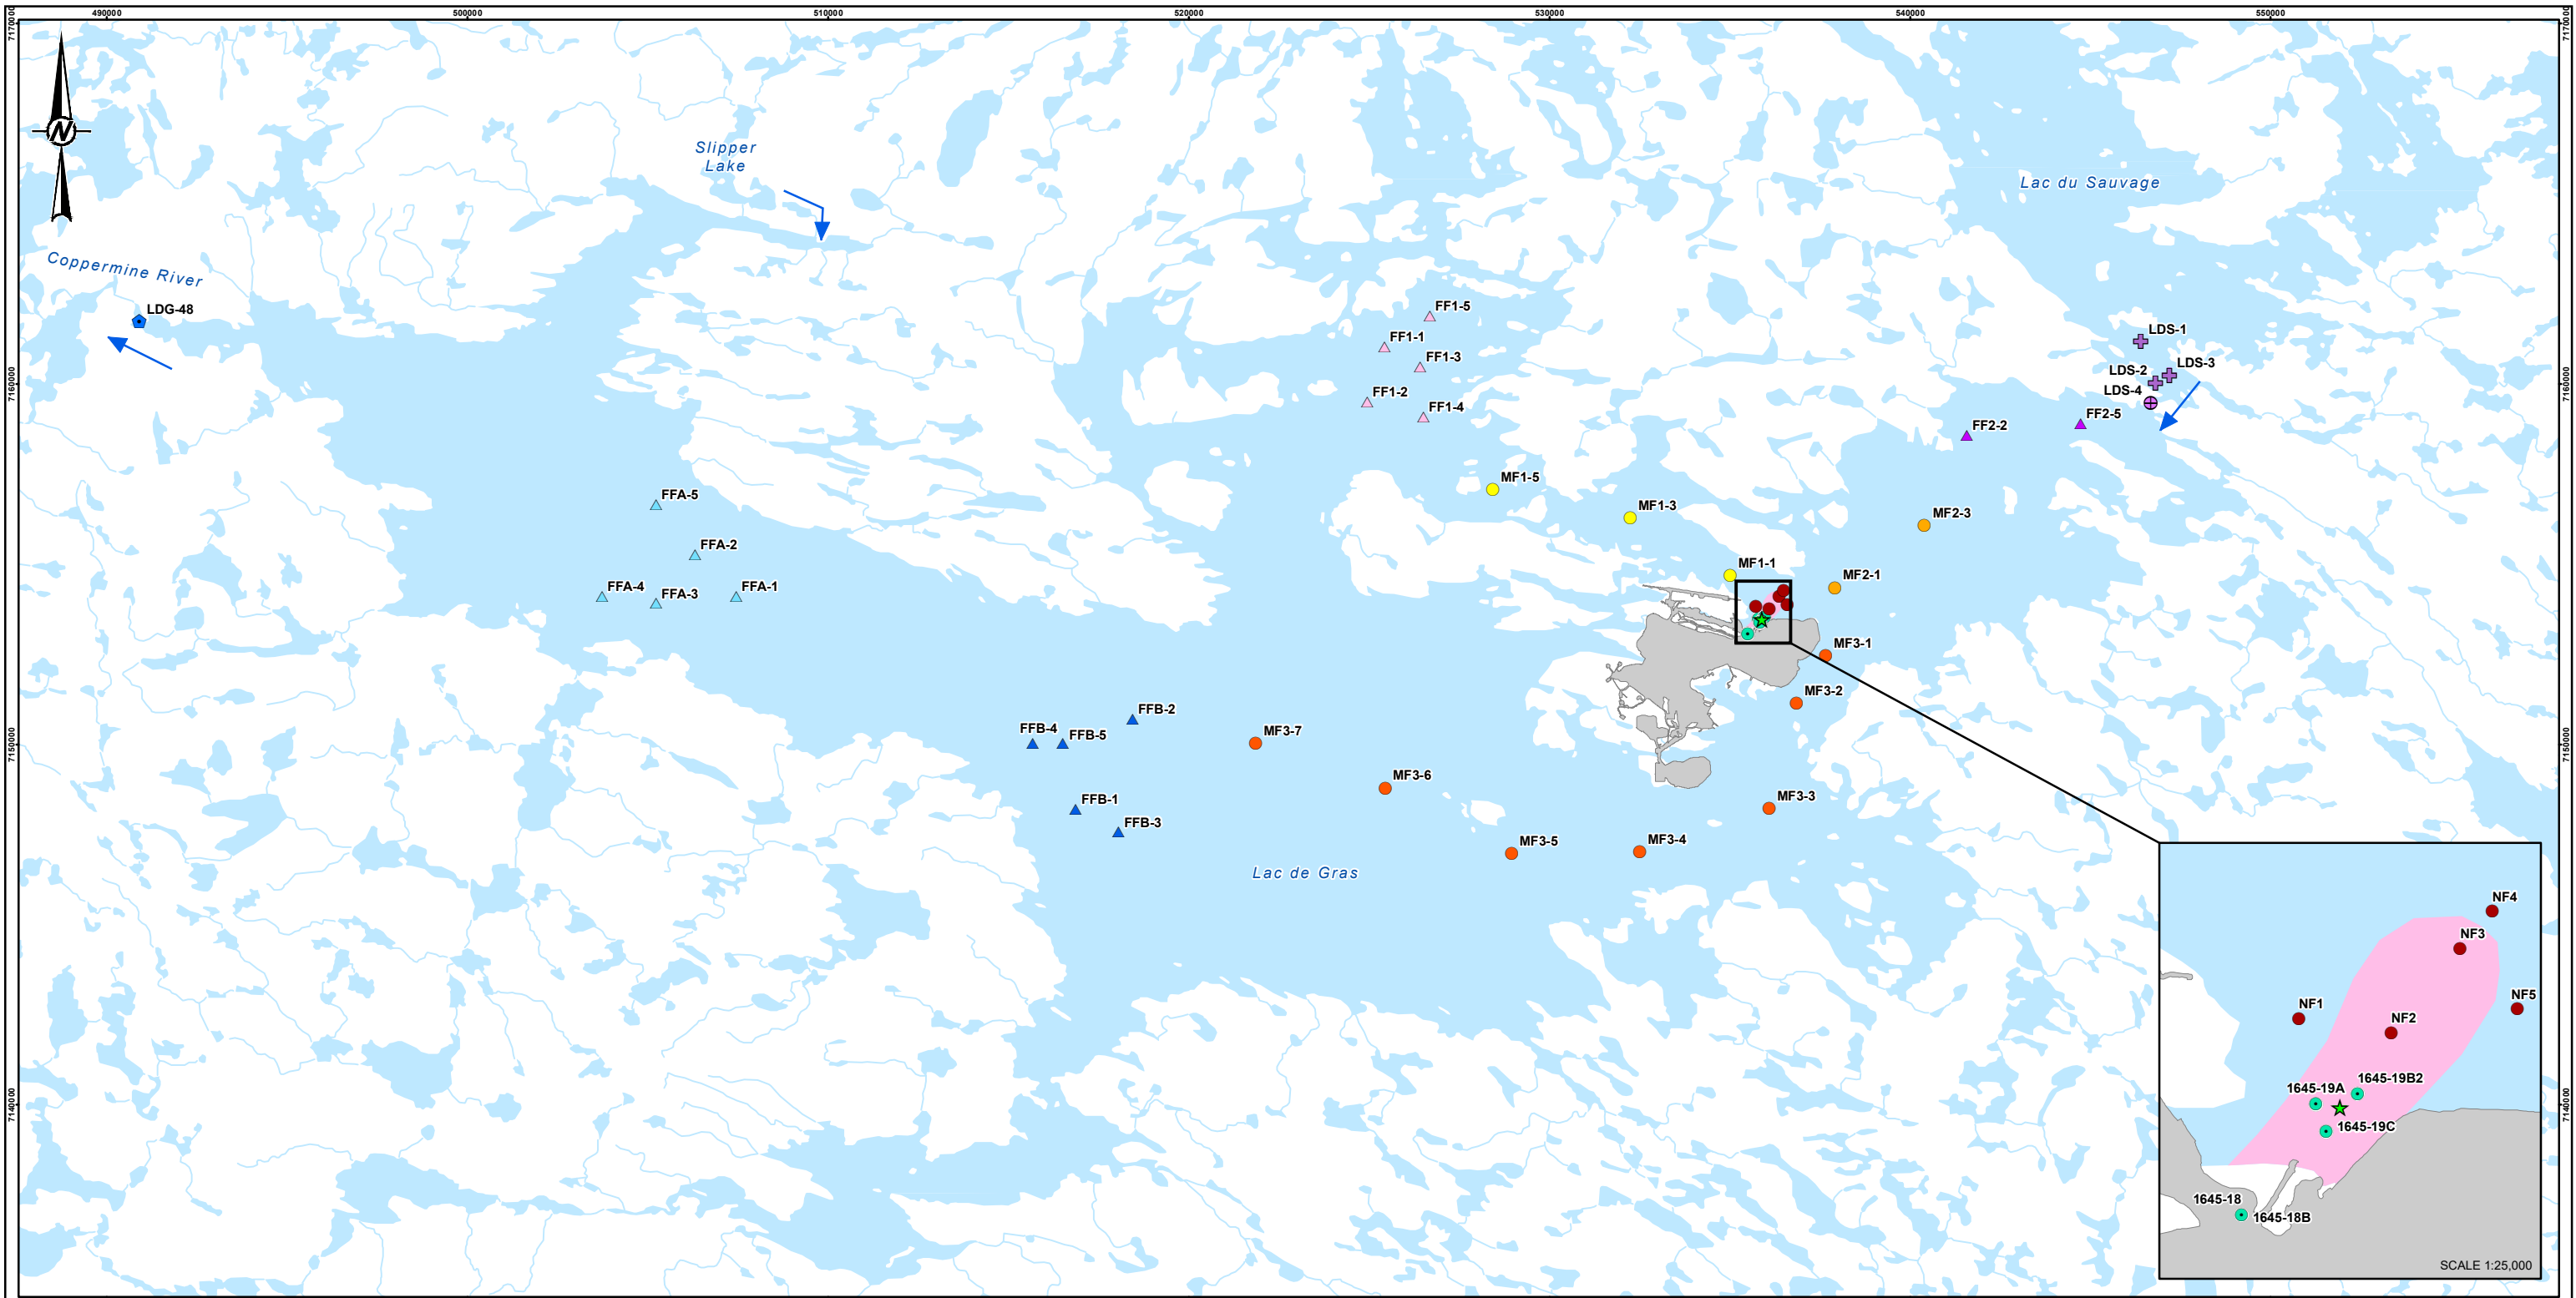 490000
500000
510000
520000
530000
540000
550000
7170000
7170000
N
Slipper
Lake
Lac du Sauvage
Coppermine River
LDG-48
FF1-5
FF1-1
FF1-3
FF1-2
FF1-4
LDS-1
LDS-3
LDS-2
LDS-4
7160000
7160000
FF2-5
FF2-2
MF1-5
MF1-3
MF2-3
FFA-5
FFA-2
FFA-4
FFA-3
FFA-1
MF1-1
MF2-1
MF3-1
MF3-2
FFB-2
FFB-4
FFB-5
MF3-7
7150000
7150000
MF3-6
FFB-1
FFB-3
MF3-3
MF3-5
MF3-4
Lac de Gras
NF4
NF3
NF1
NF2
NF5
1645-19A
1645-19B2
1645-19C
7140000
7140000
1645-18
1645-18B
SCALE 1:25,000